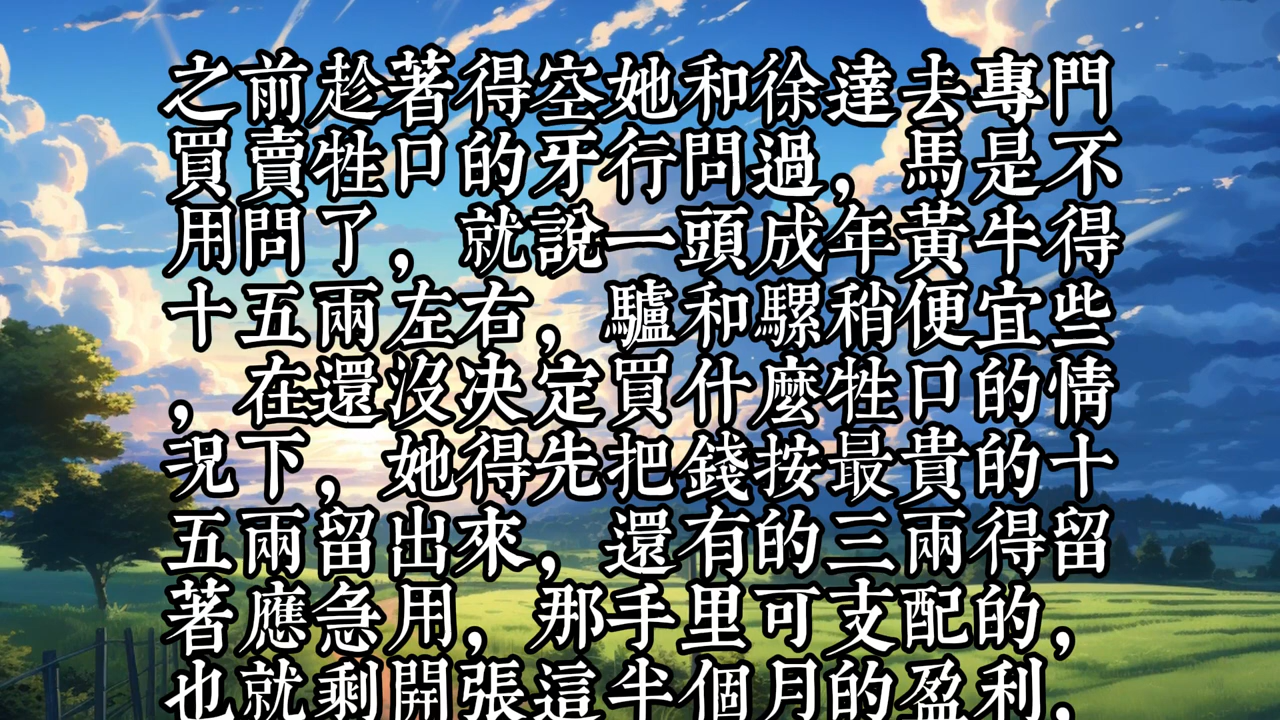 之前趁著得空她和徐達去專門
買賣牲口的牙行問過，馬是不
用問了，就說一頭成年黃牛得
十五兩左右，驢和騾稍便宜些
，在還沒決定買什麼牲口的情
況下，她得先把錢按最貴的十
五兩留出來，還有的三兩得留
著應急用，那手里可支配的，
也就剩開張這半個月的盈利，